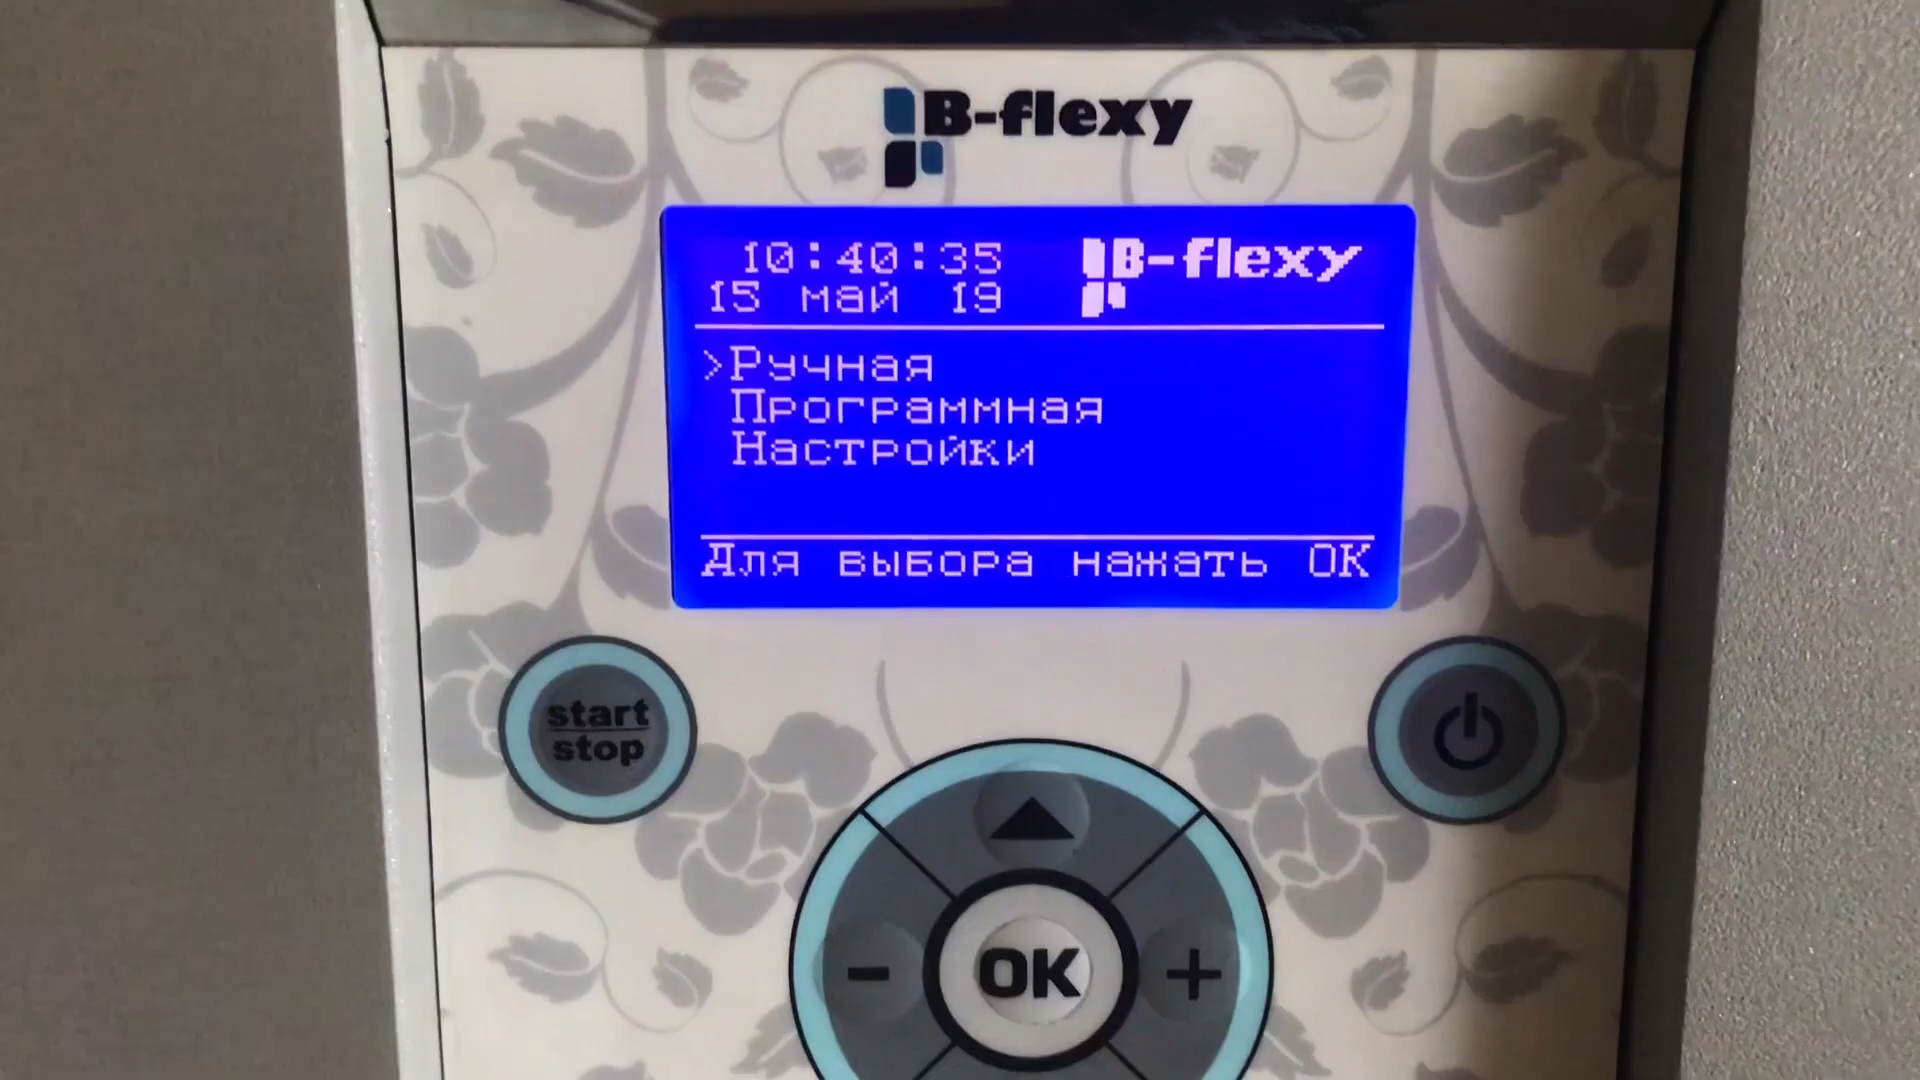 B-flexy
10:40:35 B-flexy
15 май 19
>Ручная
Программная
Настройки
Для выбора нажать ОК
start
stop
- OK +